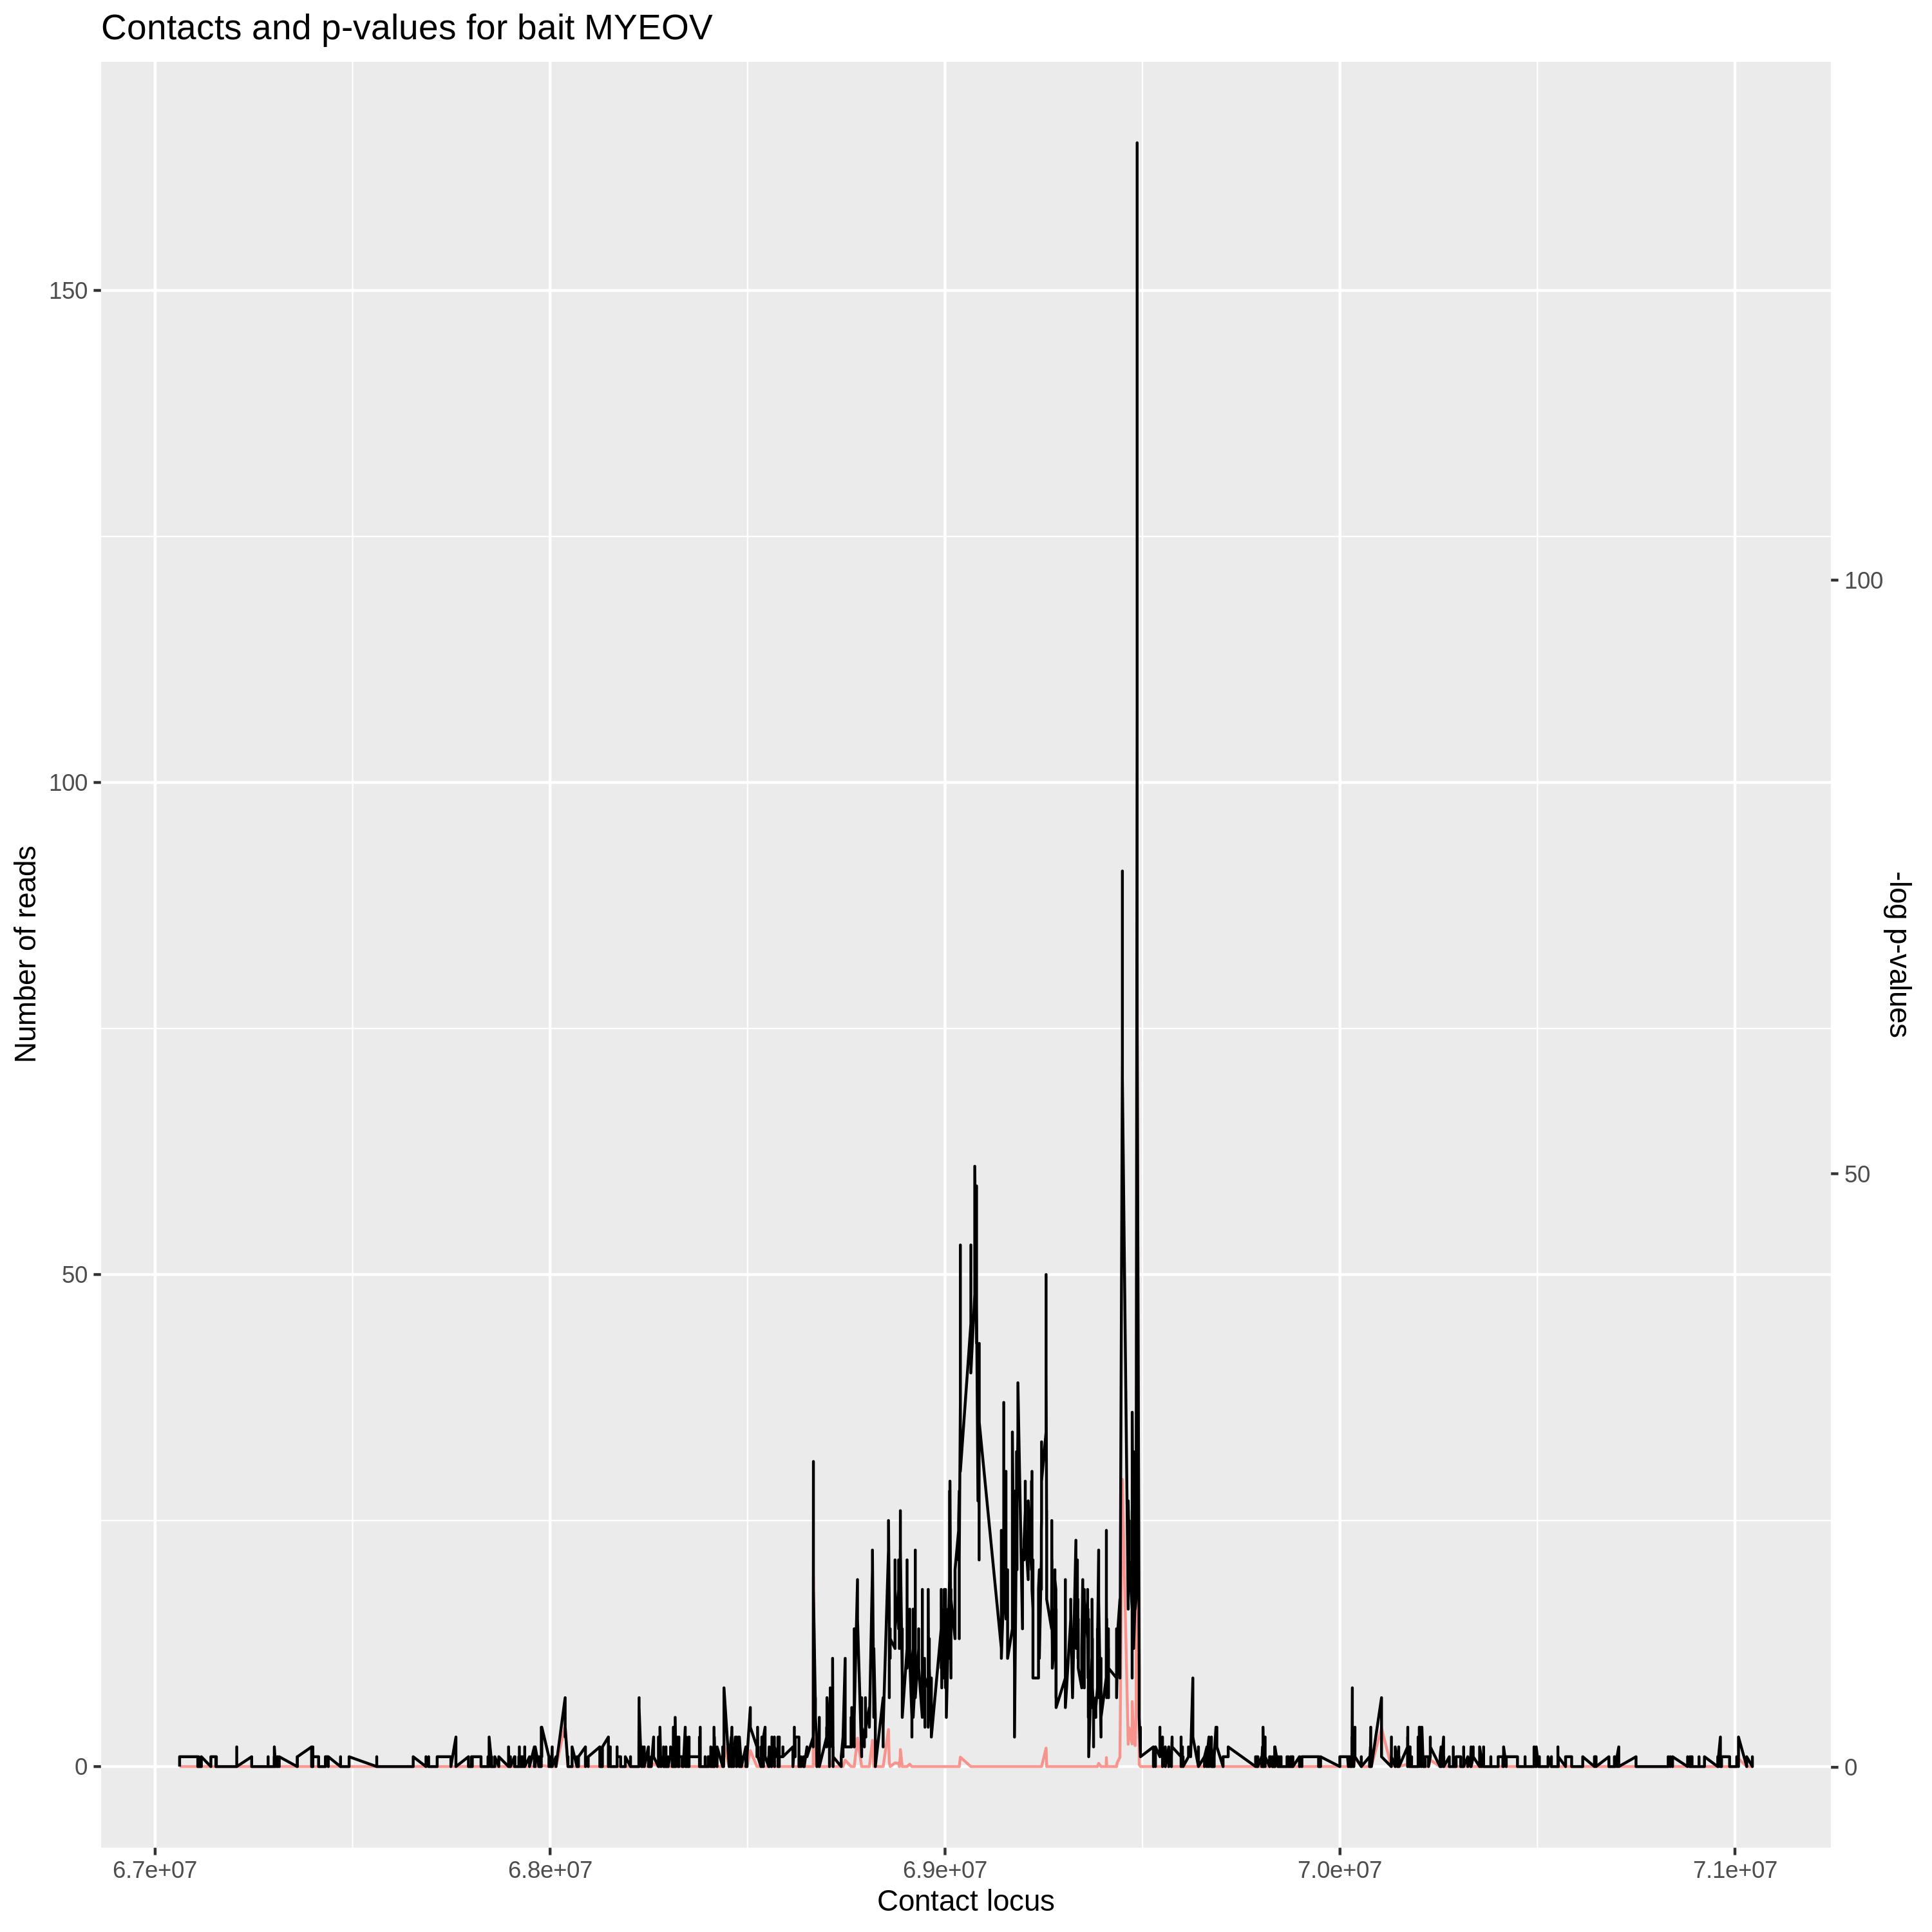 Contacts and p-values for bait MYEOV
150
100
50
0
Number of reads
100
50
0
-log p-values
6.7e+07
6.8e+07
6.9e+07
7.0e+07
7.1e+07
Contact locus